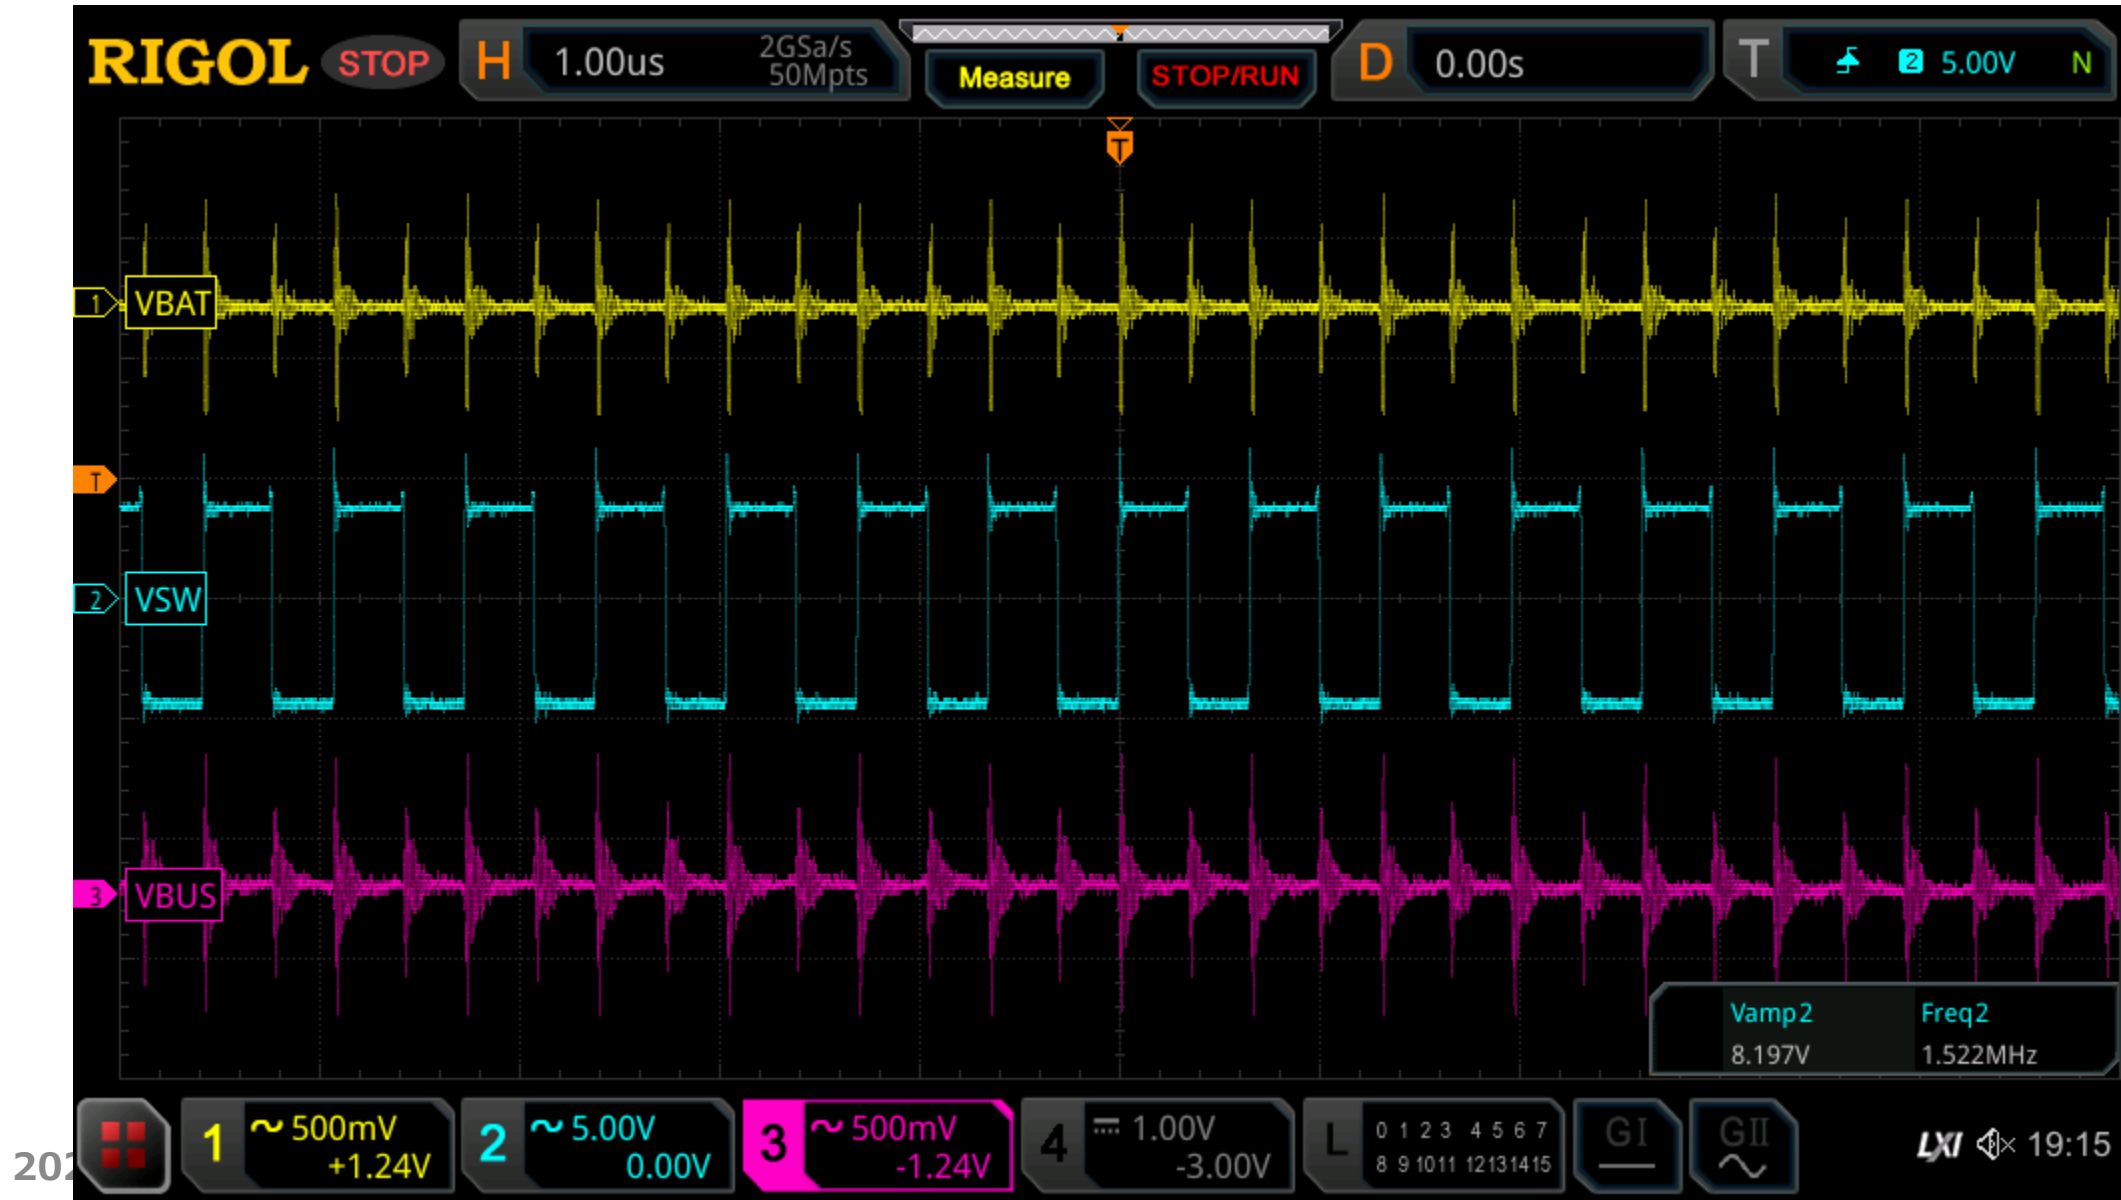 RIGOL STOP H 1.00us 2GSa/s 50Mpts Measure STOP/RUN D 0.00s T 2 5.00V N
T
1 VBAT
T
2 VSW
3 VBUS
Vamp2 Freq2
8.197V 1.522MHz
1 500mV +1.24V
2 5.00V 0.00V
3 500mV -1.24V
4 1.00V -3.00V
L 0 1 2 3 4 5 6 7
8 9 10 11 12 13 14 15
GI GII
LXI 19:15